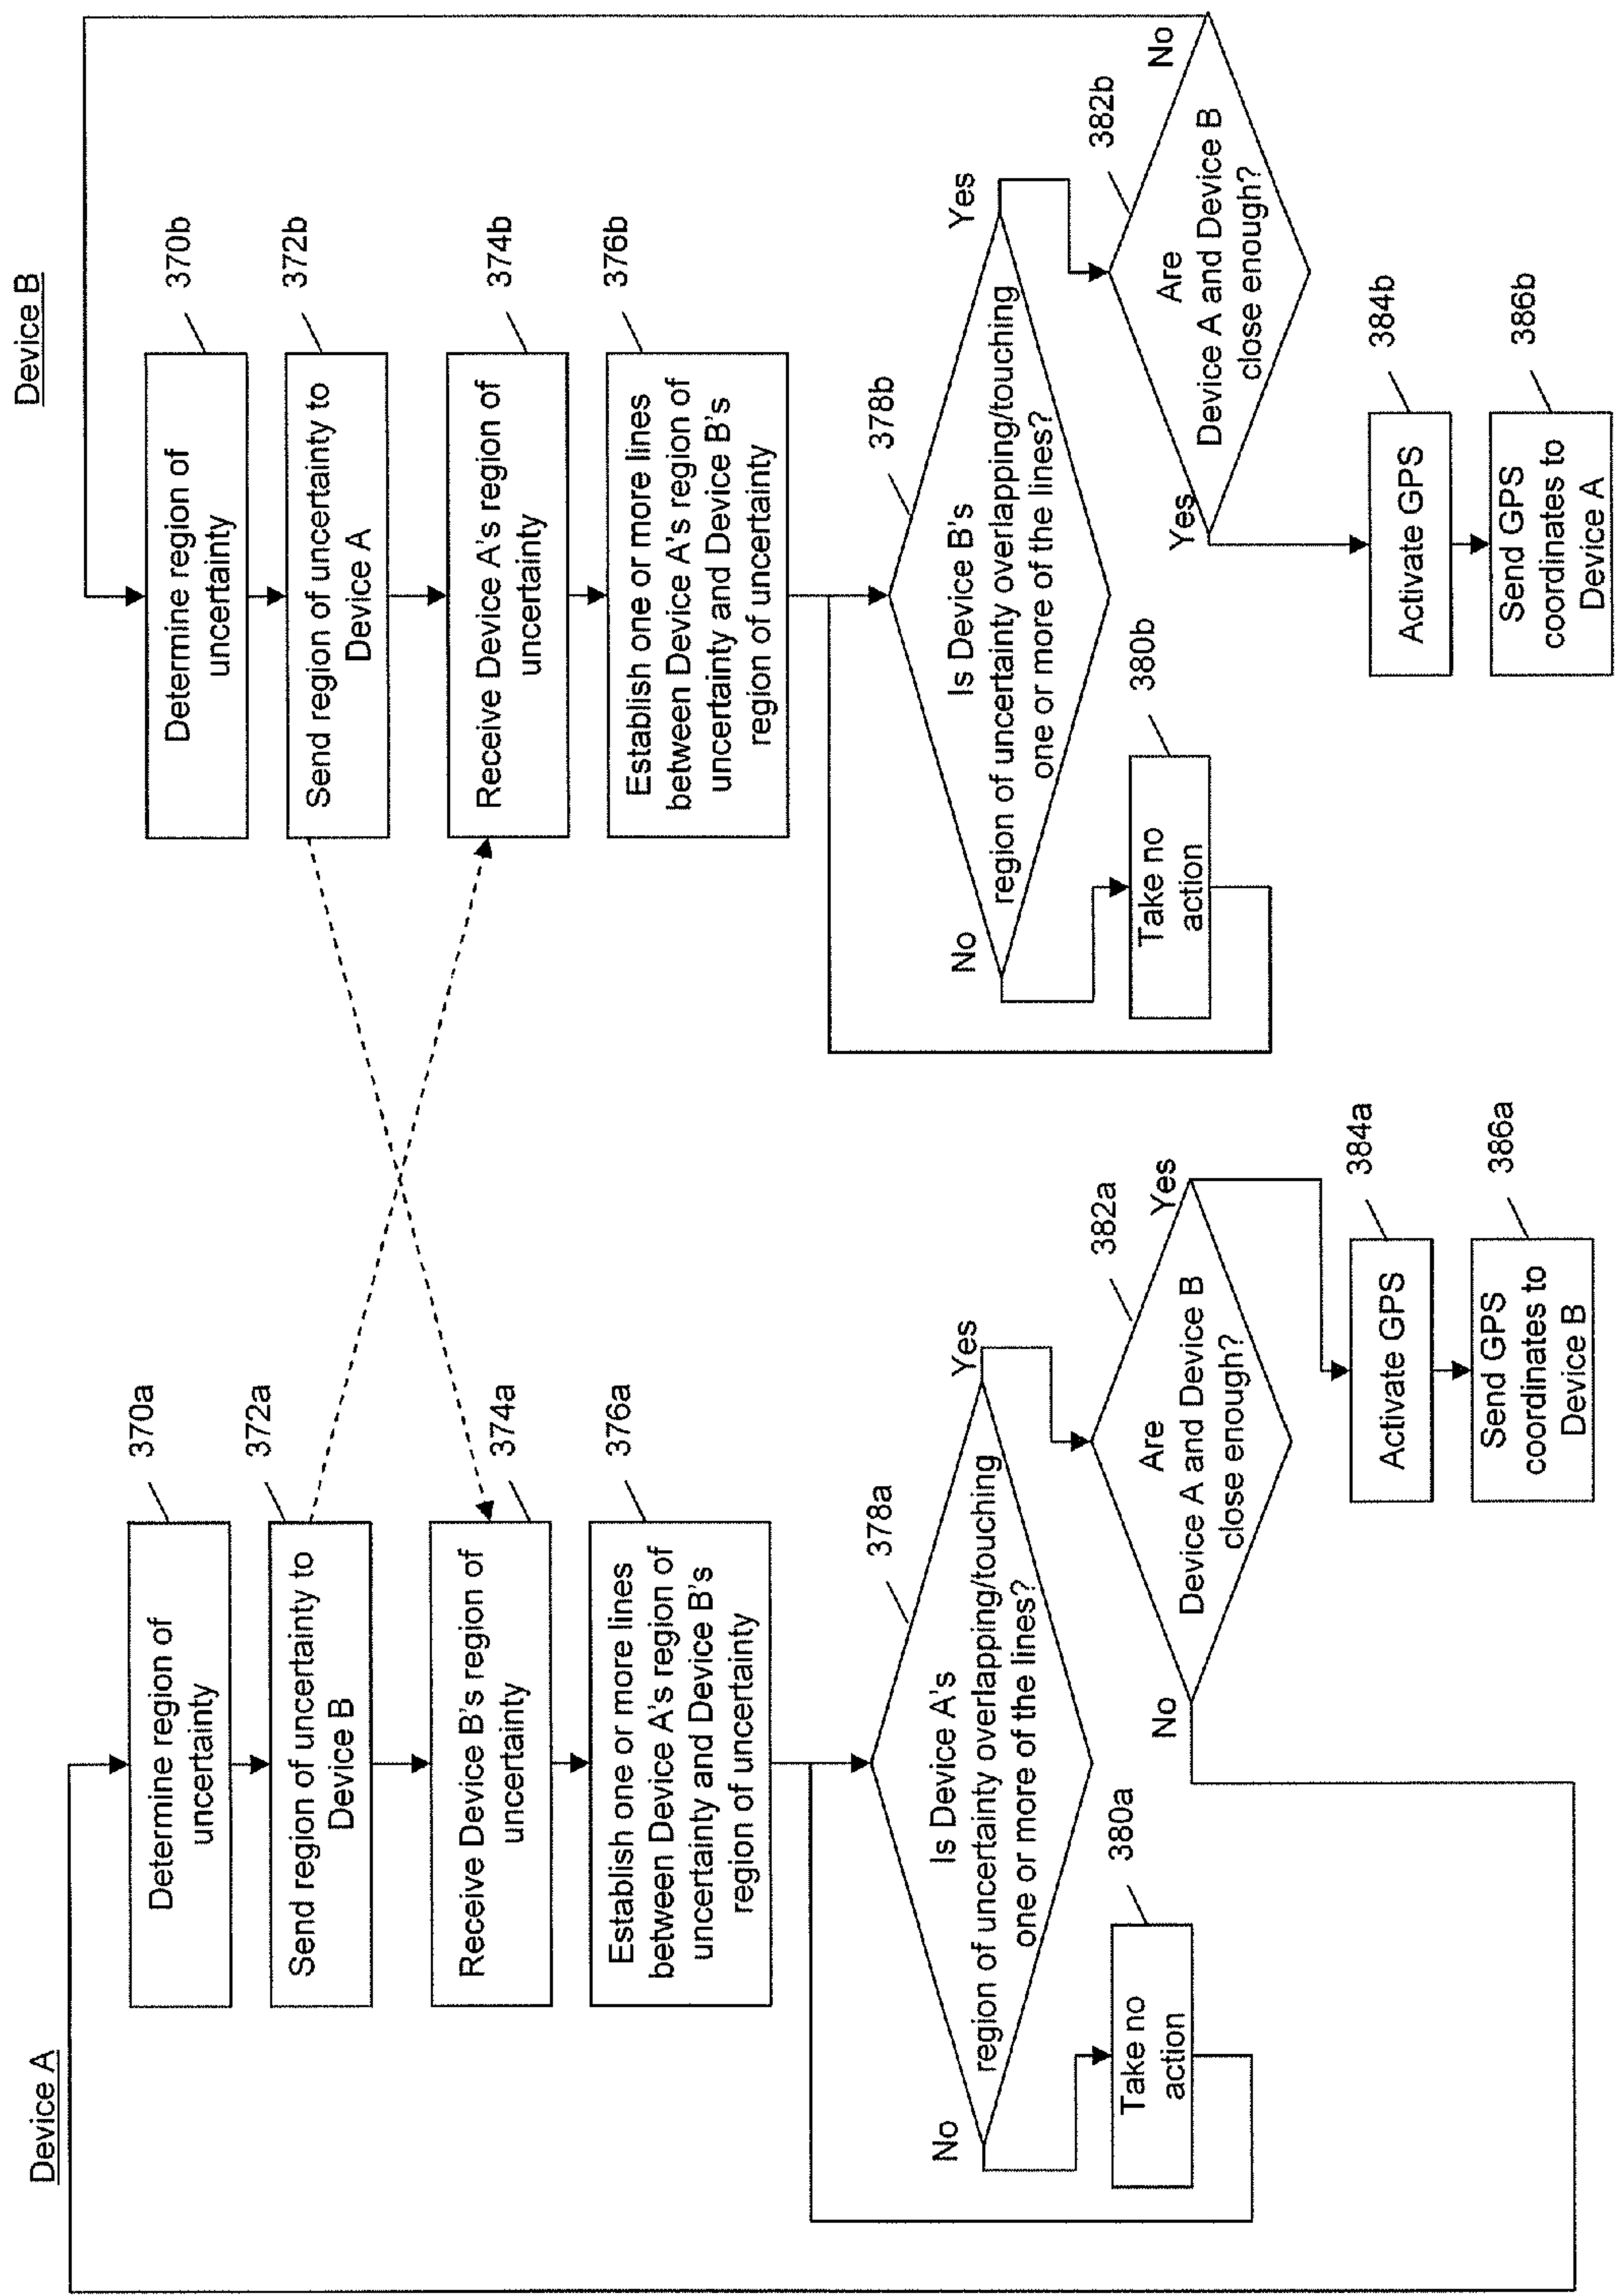 Device A
Determine region of
uncertainty
370a
Send region of uncertainty to
Device B
372a
Receive Device B's region of
uncertainty
374a
Establish one or more lines
between Device A's region of
uncertainty and Device B's
region of uncertainty
376a
Is Device A's
region of uncertainty overlapping/touching
one or more of the lines?
378a
No
Yes
Take no
action
380a
Are
Device A and Device B
close enough?
382a
No
Yes
Activate GPS
384a
Send GPS
coordinates to
Device B
386a
Device B
Determine region of
uncertainty
370b
Send region of uncertainty to
Device A
372b
Receive Device A's region of
uncertainty
374b
Establish one or more lines
between Device A's region of
uncertainty and Device B's
region of uncertainty
376b
Is Device B's
region of uncertainty overlapping/touching
one or more of the lines?
378b
No
Yes
Take no
action
380b
Are
Device A and Device B
close enough?
382b
Yes
No
Activate GPS
384b
Send GPS
coordinates to
Device A
386b